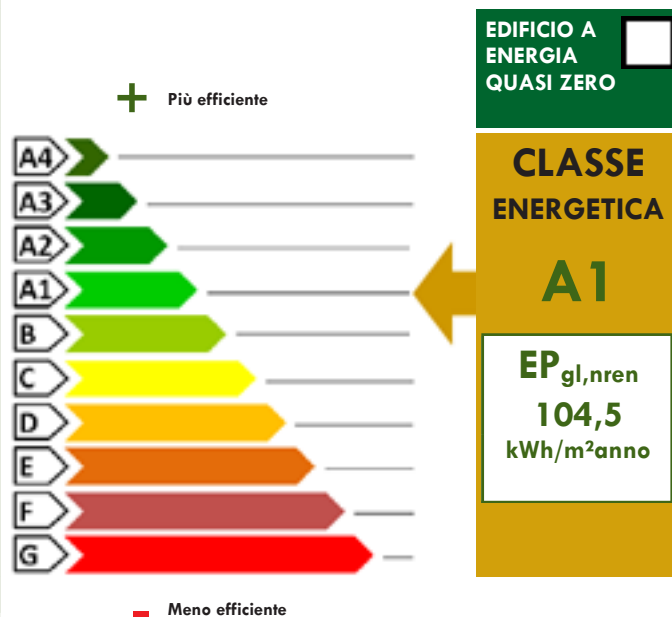 EDIFICIO A
ENERGIA
QUASI ZERO
+ Più efficiente
A4
A3
A2
A1
B
C
D
E
F
G
- Meno efficiente
CLASSE
ENERGETICA
A1
EPgl,nren
104,5
kWh/m²anno